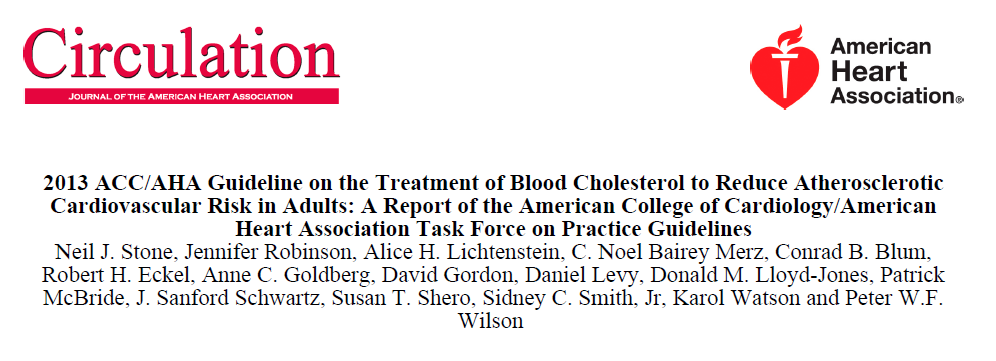 Circulation
JOURNAL OF THE AMERICAN HEART ASSOCIATION
American
Heart
Association®
2013 ACC/AHA Guideline on the Treatment of Blood Cholesterol to Reduce Atherosclerotic
Cardiovascular Risk in Adults: A Report of the American College of Cardiology/American
Heart Association Task Force on Practice Guidelines
Neil J. Stone, Jennifer Robinson, Alice H. Lichtenstein, C. Noel Bairey Merz, Conrad B. Blum,
Robert H. Eckel, Anne C. Goldberg, David Gordon, Daniel Levy, Donald M. Lloyd-Jones, Patrick
McBride, J. Sanford Schwartz, Susan T. Shero, Sidney C. Smith, Jr, Karol Watson and Peter W.F.
Wilson